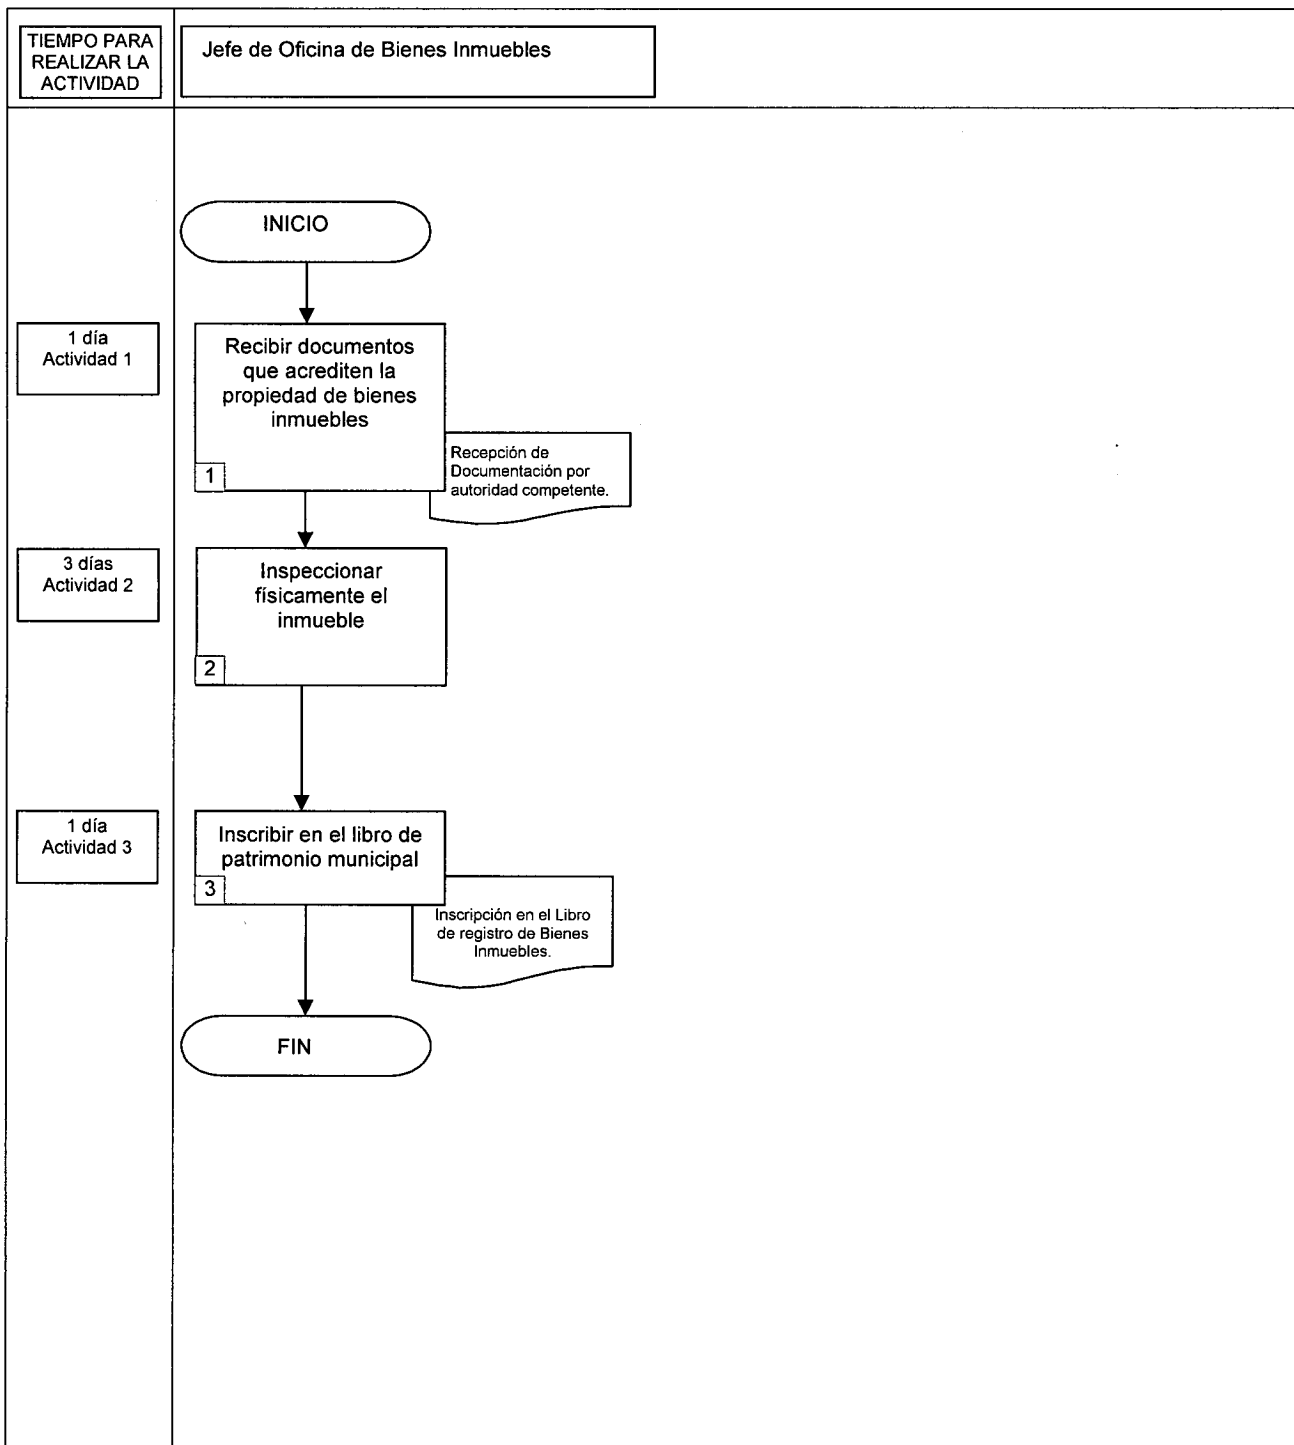 TIEMPO PARA
REALIZAR LA
ACTIVIDAD
Jefe de Oficina de Bienes Inmuebles
INICIO
1 día
Actividad 1
Recibir documentos
que acrediten la
propiedad de bienes
inmuebles
1
Recepción de
Documentación por
autoridad competente.
3 días
Actividad 2
Inspeccionar
físicamente el
inmueble
2
1 día
Actividad 3
Inscribir en el libro de
patrimonio municipal
3
Inscripción en el Libro
de registro de Bienes
Inmuebles.
FIN